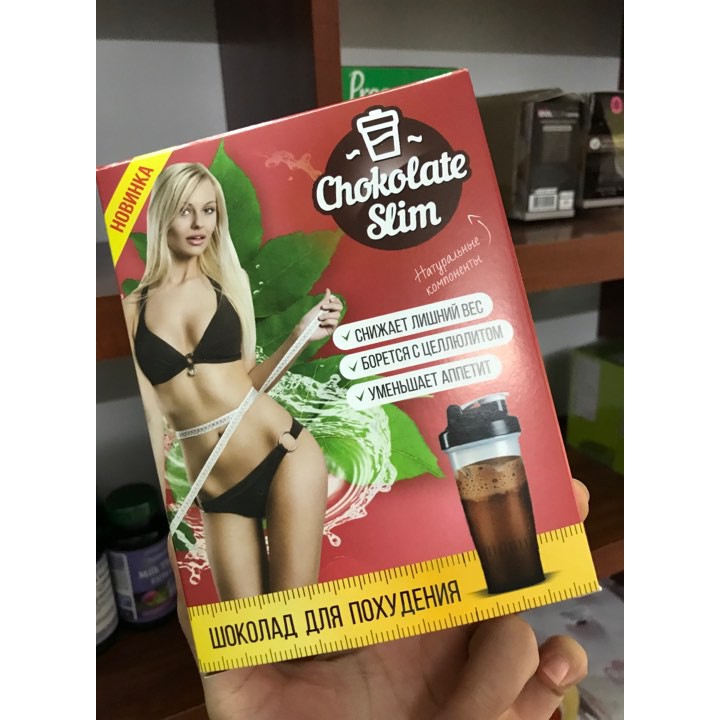 НОВИНКА
Chokolate
Slim
Натуральные
компоненты
СНИЖАЕТ ЛИШНИЙ ВЕС
БОРЕТСЯ С ЦЕЛЛЮЛИТОМ
УМЕНЬШАЕТ АППЕТИТ
ШОКОЛАД ДЛЯ ПОХУДЕНИЯ